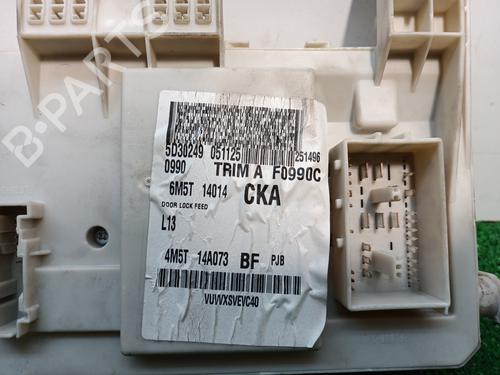 B-PARTS
5D30249 051125 251496
0990 TRIM A F0990C
6M5T 14014 CKA
DOOR LOCK FEED
L13
4M5T 14A073 BF PJB
VUVVXSVEVC40